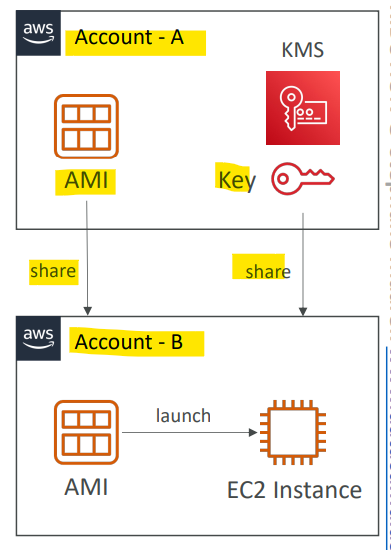 aws
Account - A
KMS
AMI
Key
share
share
aws
Account - B
launch
AMI
EC2 Instance